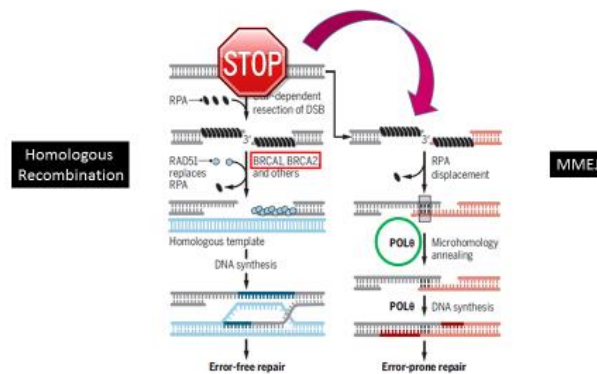 STOP
RPA
-dependent
resection of DSB
3'
Homologous
Recombination
RAD51
replaces
RPA
BRCA1, BRCA2
and others
Homologous template
DNA synthesis
Error-free repair
RPA
displacement
MMEJ
POLθ
Microhomology
annealing
POLθ
DNA synthesis
Error-prone repair